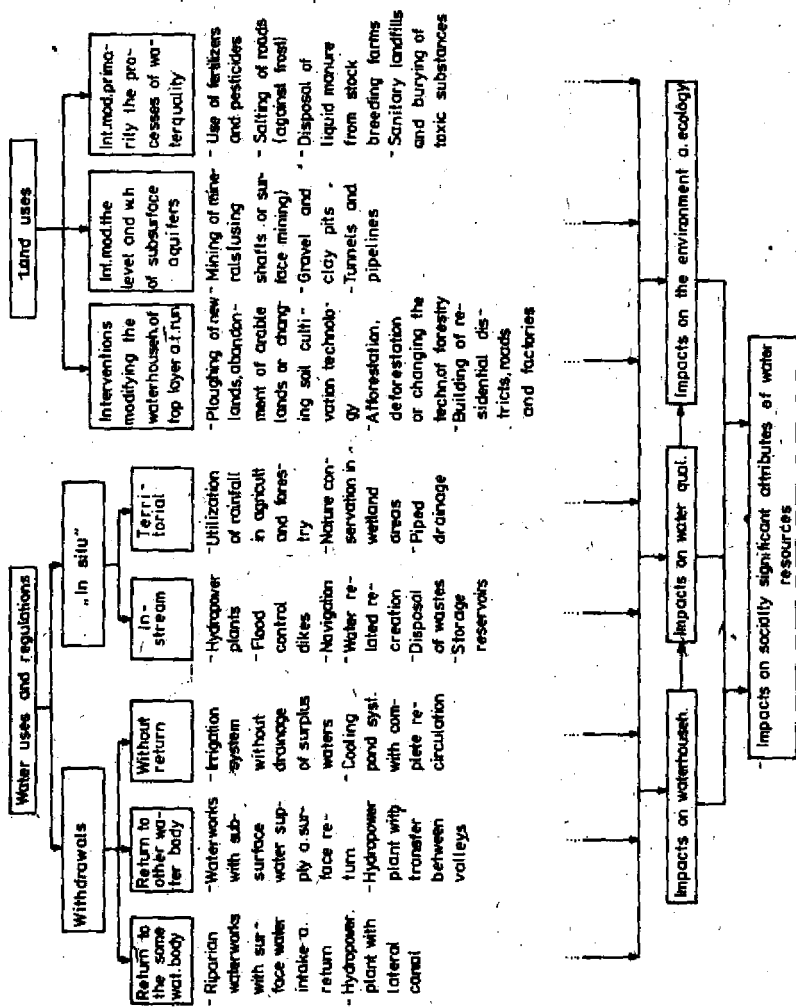 Water uses and regulations
Land uses
Withdrawals
„In situ"
Return to
the same
wat.body
Return to
other wa-
ter body
Without
return
In-
stream
Terri-
torial
Interventions
modifying the
waterhouseh.of
top layer a.f.run
Int.mod.the
level and w.h
of subsurface
aquifers
Int.mod.prima-
rily the pro-
cesses of wa-
terquality
- Riparian
waterworks
with sur-
face water
intake a.
return
- Hydropower.
plant with
lateral
canal
- Waterworks
with sub-
surface
water sup-
ply a.sur-
face re-
turn
- Hydropower
plant with
transfer
between
valleys
- Irrigation
system
without
drainage
of surplus
waters
- Cooling
pond syst.
with com-
plete re-
circulation
- Hydropower
plants
- Flood
control
dikes
- Navigation
- Water re-
lated re-
creation
- Disposal
of wastes
- Storage
reservoirs
- Utilization
of rainfall
in agricult
and fores-
try
- Nature con-
servation in
wetland
areas
- Piped
drainage
- Ploughing of new
lands,abandon-
ment of arable
lands or chang-
ing soil culti-
vation technolo-
gy
- Afforestation,
deforestation
or changing the
techn.of forestry
- Building of re-
sidential dis-
tricts,roads
and factories
- Mining of mine-
rals(using
shafts or sur-
face mining)
- Gravel and
clay pits
- Tunnels and
pipelines
- Use of fertilizers
and pesticides
- Salting of roads
(against frost)
- Disposal of
liquid manure
from stock
breeding farms
- Sanitary landfills
and burying of
toxic substances
Impacts on waterhouseh.
Impacts on water qual.
Impacts on the environment a. ecology
Impacts on socially significant attributes of water
resources